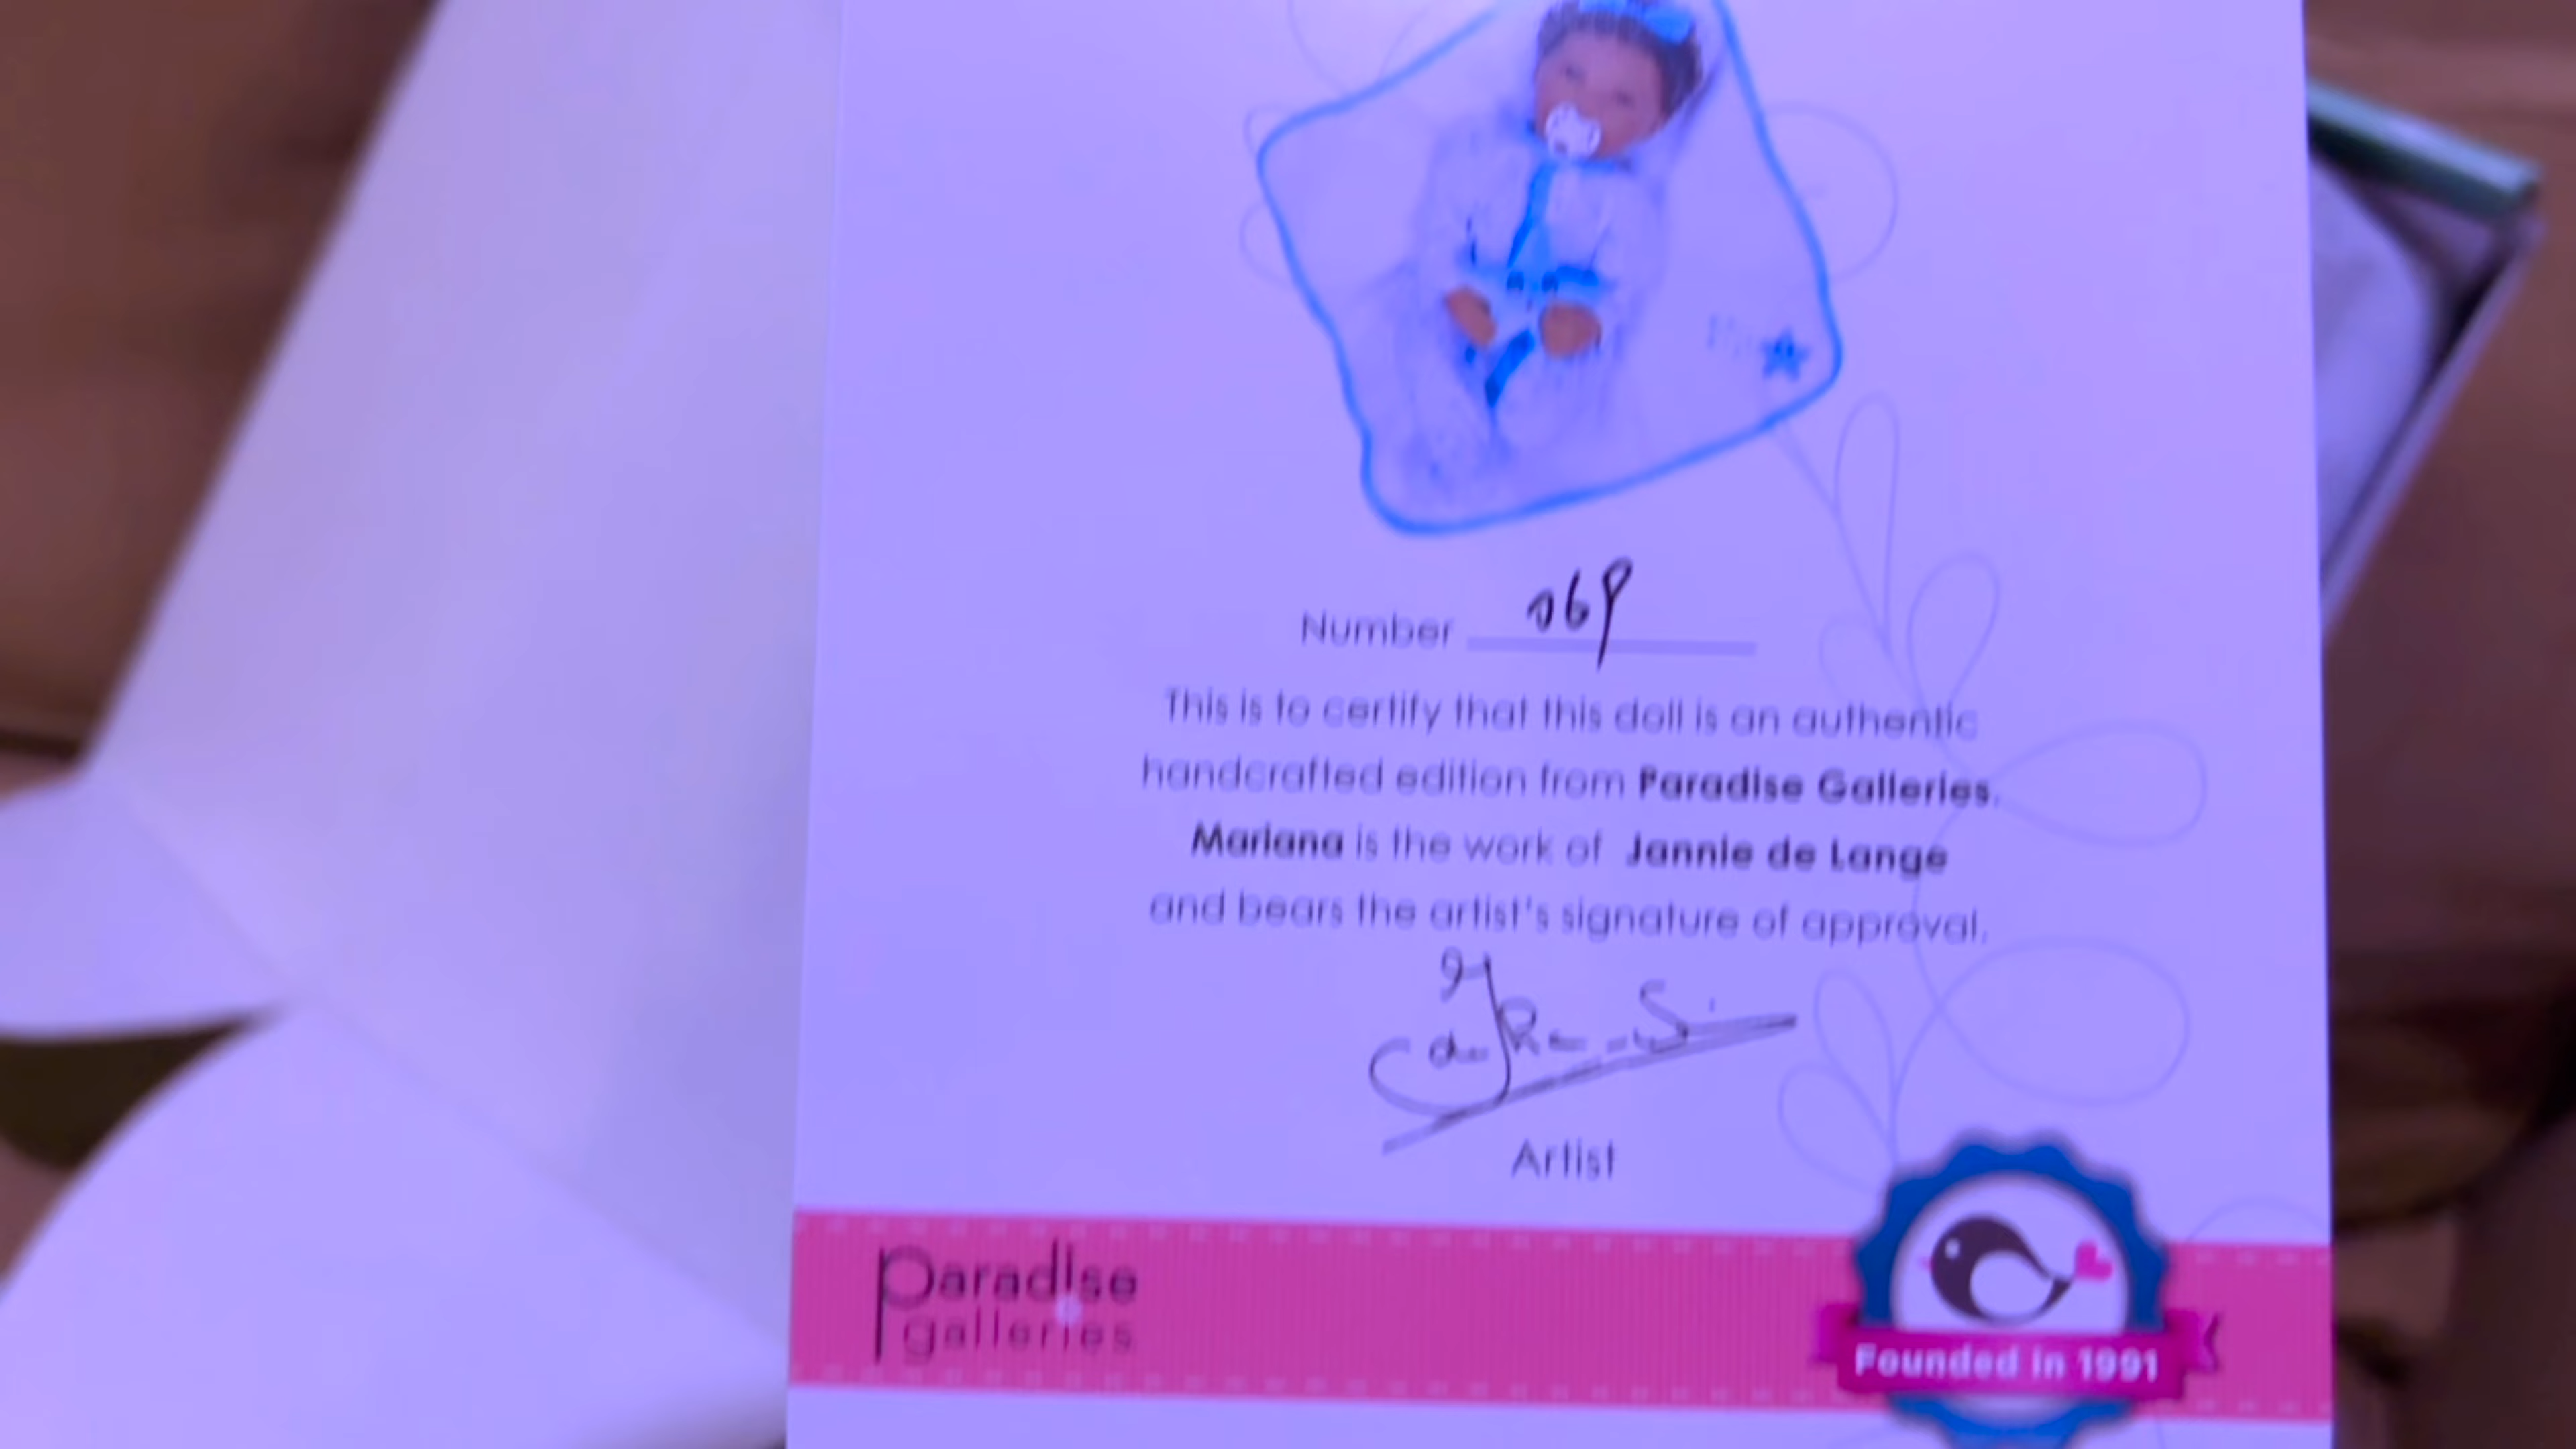 Number 069
This is to certify that this doll is an authentic
handcrafted edition from Paradise Galleries.
Mariana is the work of Jannie de Lange
and bears the artist's signature of approval.
Artist
Paradise
galleries
Founded in 1991